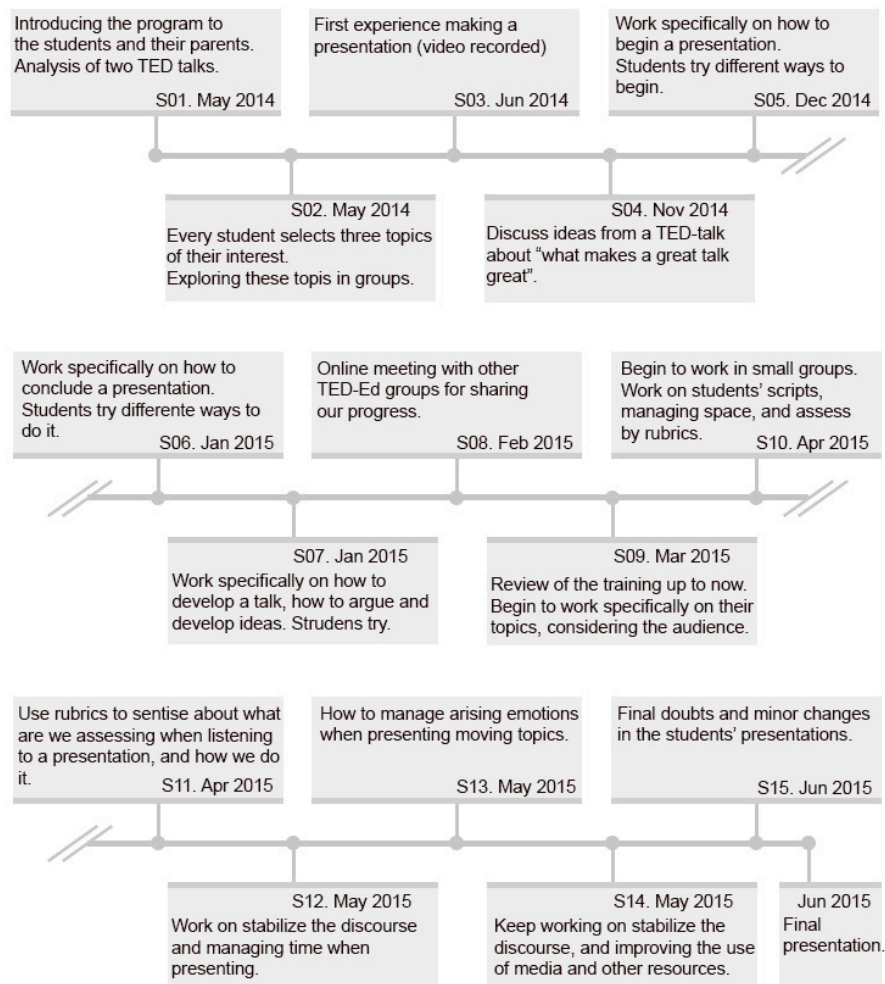 Introducing the program to
the students and their parents.
Analysis of two TED talks.
S01. May 2014
First experience making a
presentation (video recorded)
S03. Jun 2014
Work specifically on how to
begin a presentation.
Students try different ways to
begin.
S05. Dec 2014
S02. May 2014
Every student selects three topics
of their interest.
Exploring these topis in groups.
S04. Nov 2014
Discuss ideas from a TED-talk
about “what makes a great talk
great”.
Work specifically on how to
conclude a presentation.
Students try differente ways to
do it.
S06. Jan 2015
Online meeting with other
TED-Ed groups for sharing
our progress.
S08. Feb 2015
Begin to work in small groups.
Work on students’ scripts,
managing space, and assess
by rubrics.
S10. Apr 2015
S07. Jan 2015
Work specifically on how to
develop a talk, how to argue and
develop ideas. Strudens try.
S09. Mar 2015
Review of the training up to now.
Begin to work specifically on their
topics, considering the audience.
Use rubrics to sentise about what
are we assessing when listening
to a presentation, and how we do
it.
S11. Apr 2015
How to manage arising emotions
when presenting moving topics.
S13. May 2015
Final doubts and minor changes
in the students’ presentations.
S15. Jun 2015
S12. May 2015
Work on stabilize the discourse
and managing time when
presenting.
S14. May 2015
Keep working on stabilize the
discourse, and improving the use
of media and other resources.
Jun 2015
Final
presentation.